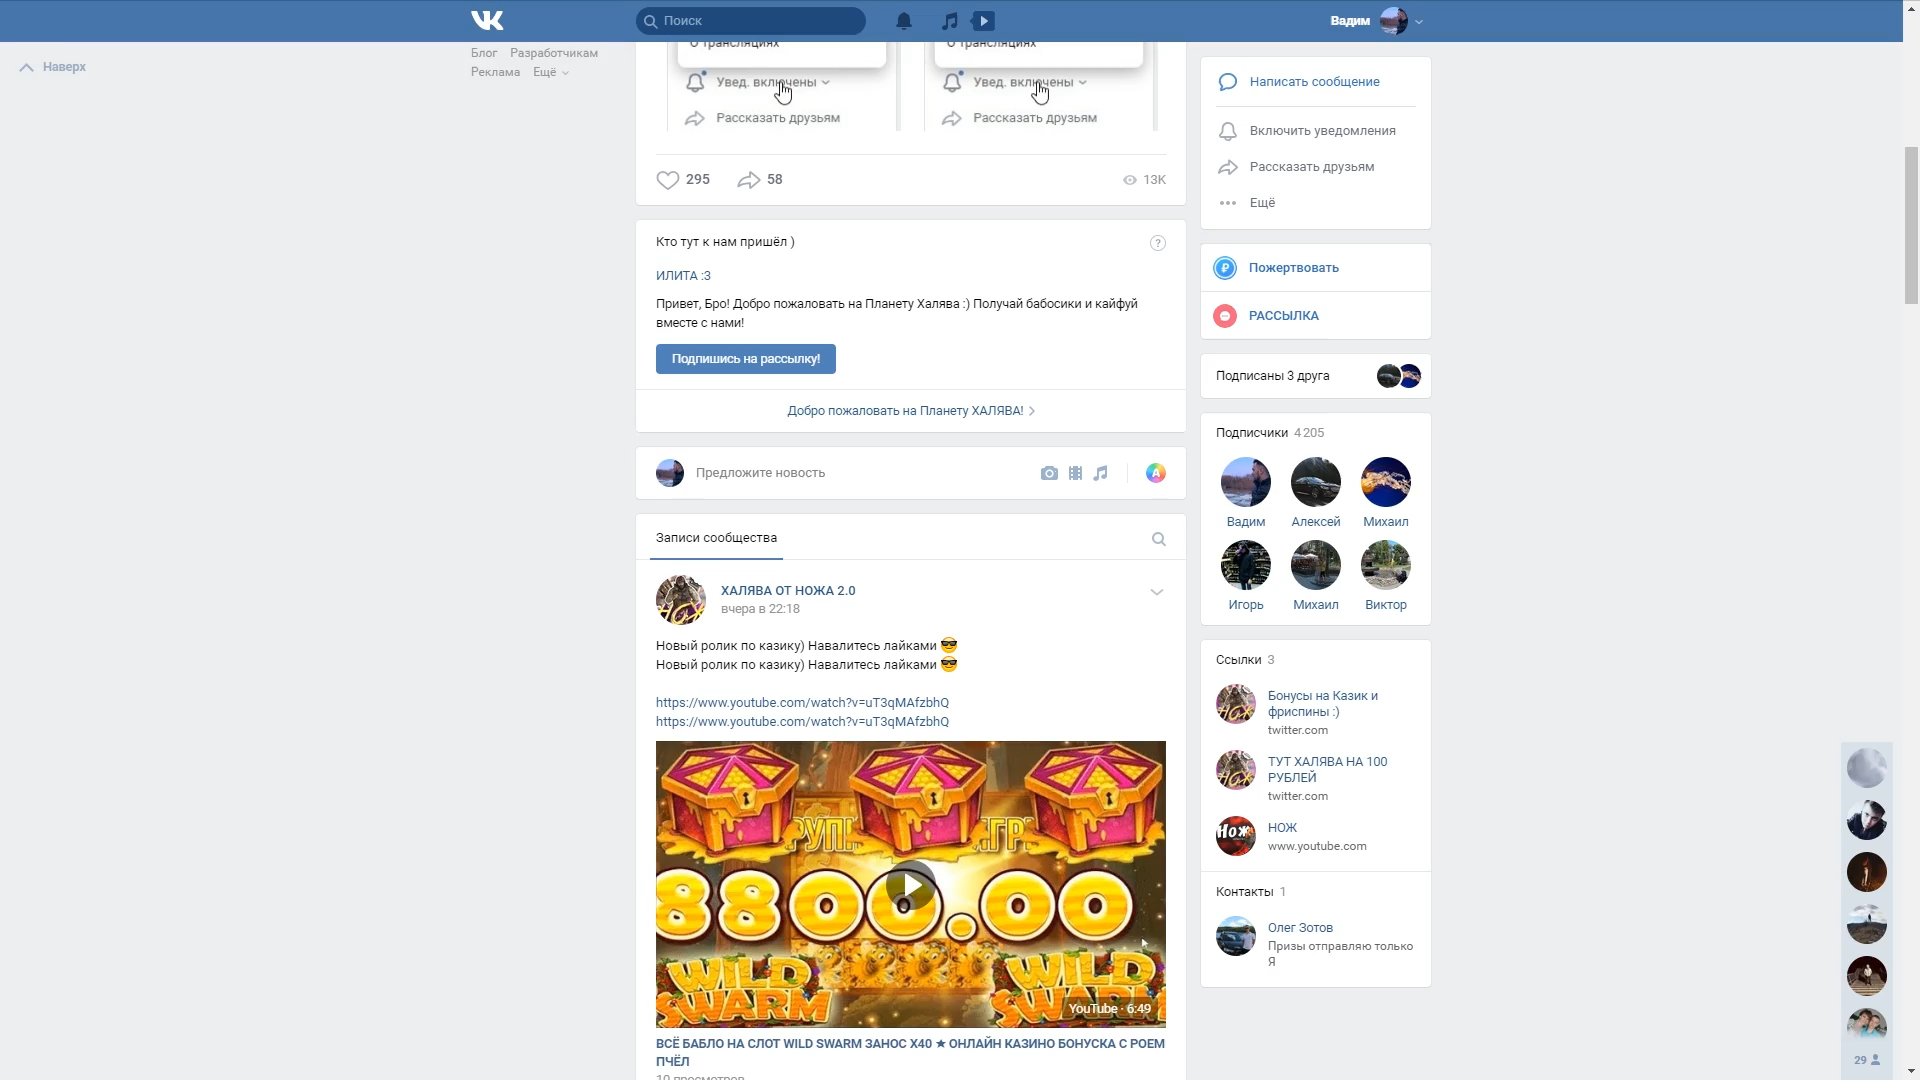 Поиск
Вадим
Наверх
Блог Разработчикам
Реклама Ещё
О трансляциях
О трансляциях
Увед. включены
Увед. включены
Рассказать друзьям
Рассказать друзьям
295 58 13K
Кто тут к нам пришёл )
ИЛИТА :3
Привет, Бро! Добро пожаловать на Планету Халява :) Получай бабосики и кайфуй
вместе с нами!
Подпишись на рассылку!
Добро пожаловать на Планету ХАЛЯВА!
Предложите новость
Записи сообщества
ХАЛЯВА ОТ НОЖА 2.0
вчера в 22:18
Новый ролик по казику) Навалитесь лайками 😎
Новый ролик по казику) Навалитесь лайками 😎
https://www.youtube.com/watch?v=uT3qMAfzbhQ
https://www.youtube.com/watch?v=uT3qMAfzbhQ
8800.00
WILD SWARM
WILD SWARM
YouTube · 6:49
ВСЁ БАБЛО НА СЛОТ WILD SWARM ЗАНОС X40 ★ ОНЛАЙН КАЗИНО БОНУСКА С РОЕМ
ПЧЁЛ
10 просмотров
Написать сообщение
Включить уведомления
Рассказать друзьям
Ещё
Пожертвовать
РАССЫЛКА
Подписаны 3 друга
Подписчики 4 205
Вадим Алексей Михаил
Игорь Михаил Виктор
Ссылки 3
Бонусы на Казик и
фриспины :)
twitter.com
ТУТ ХАЛЯВА НА 100
РУБЛЕЙ
twitter.com
Нож
НОЖ
www.youtube.com
Контакты 1
Олег Зотов
Призы отправляю только
Я
29